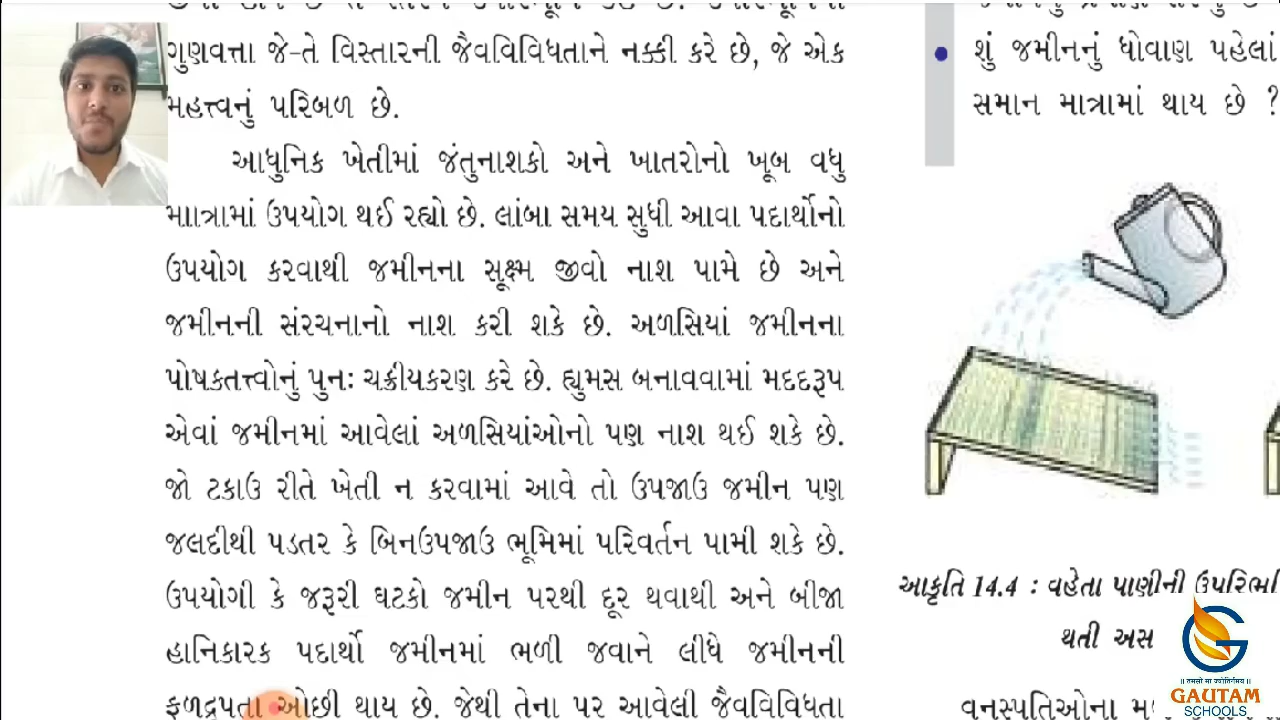 ગુણવત્તા જે-તે વિસ્તારની જૈવવિવિધતાને નક્કી કરે છે, જે એક
મહત્ત્વનું પરિબળ છે.
આધુનિક ખેતીમાં જંતુનાશકો અને ખાતરોનો ખૂબ વધુ
માાત્રામાં ઉપયોગ થઈ રહ્યો છે. લાંબા સમય સુધી આવા પદાર્થોનો
ઉપયોગ કરવાથી જમીનના સૂક્ષ્મ જીવો નાશ પામે છે અને
જમીનની સંરચનાનો નાશ કરી શકે છે. અળસિયાં જમીનના
પોષકતત્ત્વોનું પુનઃ ચક્રીયકરણ કરે છે. હ્યુમસ બનાવવામાં મદદરૂપ
એવાં જમીનમાં આવેલાં અળસિયાંઓનો પણ નાશ થઈ શકે છે.
જો ટકાઉ રીતે ખેતી ન કરવામાં આવે તો ઉપજાઉ જમીન પણ
જલદીથી પડતર કે બિનઉપજાઉ ભૂમિમાં પરિવર્તન પામી શકે છે.
ઉપયોગી કે જરૂરી ઘટકો જમીન પરથી દૂર થવાથી અને બીજા
હાનિકારક પદાર્થો જમીનમાં ભળી જવાને લીધે જમીનની
ફળદ્રુપતા ઓછી થાય છે. જેથી તેના પર આવેલી જૈવવિવિધતા
• શું જમીનનું ધોવાણ પહેલાં
સમાન માત્રામાં થાય છે ?
આકૃતિ 14.4 : વહેતા પાણીની
થતી
વનસ્પતિઓના
॥ तमसो मा ज्योतिर्गमय ॥
GAUTAM
SCHOOLS